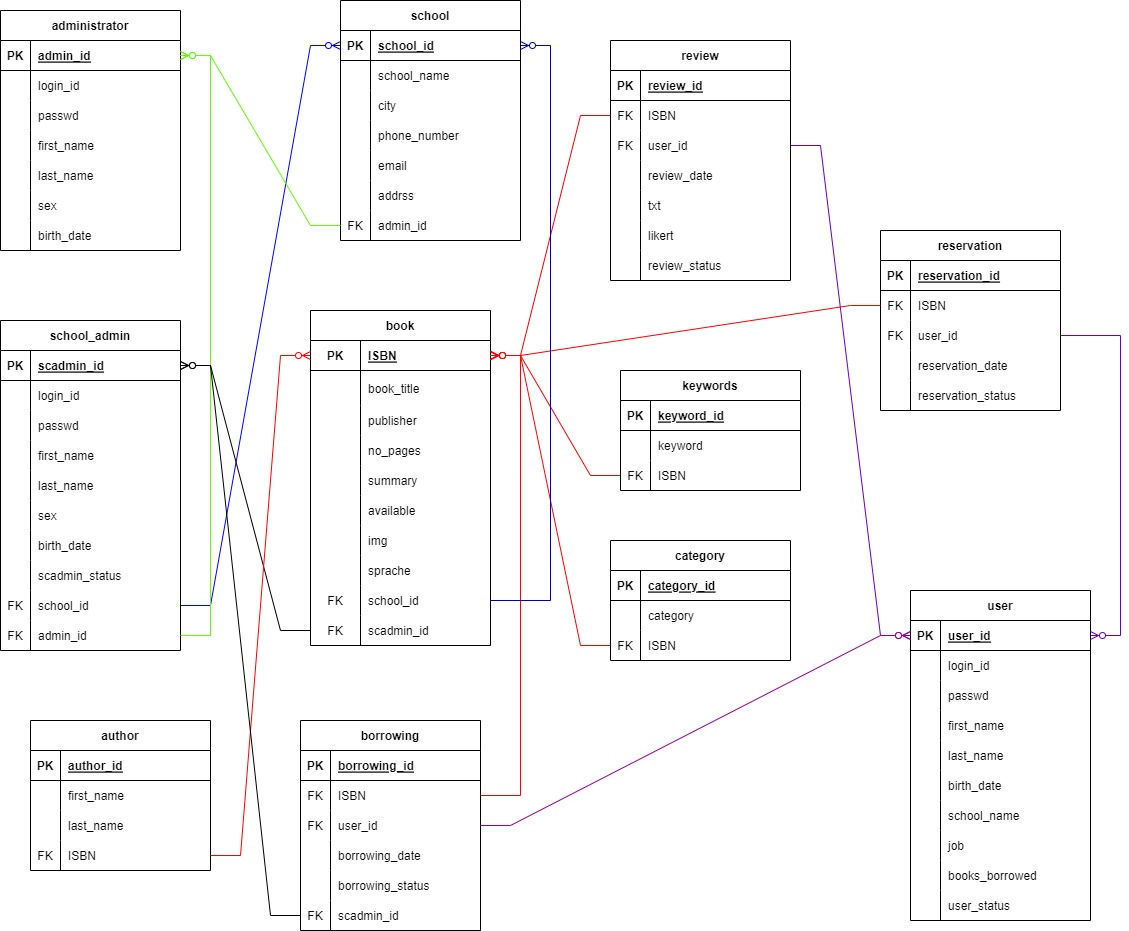 administrator
PK admin_id
login_id
passwd
first_name
last_name
sex
birth_date
school
PK school_id
school_name
city
phone_number
email
addrss
FK admin_id
review
PK review_id
FK ISBN
FK user_id
review_date
txt
likert
review_status
reservation
PK reservation_id
FK ISBN
FK user_id
reservation_date
reservation_status
school_admin
PK scadmin_id
login_id
passwd
first_name
last_name
sex
birth_date
scadmin_status
FK school_id
FK admin_id
book
PK ISBN
book_title
publisher
no_pages
summary
available
img
sprache
FK school_id
FK scadmin_id
keywords
PK keyword_id
keyword
FK ISBN
category
PK category_id
category
FK ISBN
user
PK user_id
login_id
passwd
first_name
last_name
birth_date
school_name
job
books_borrowed
user_status
author
PK author_id
first_name
last_name
FK ISBN
borrowing
PK borrowing_id
FK ISBN
FK user_id
borrowing_date
borrowing_status
FK scadmin_id